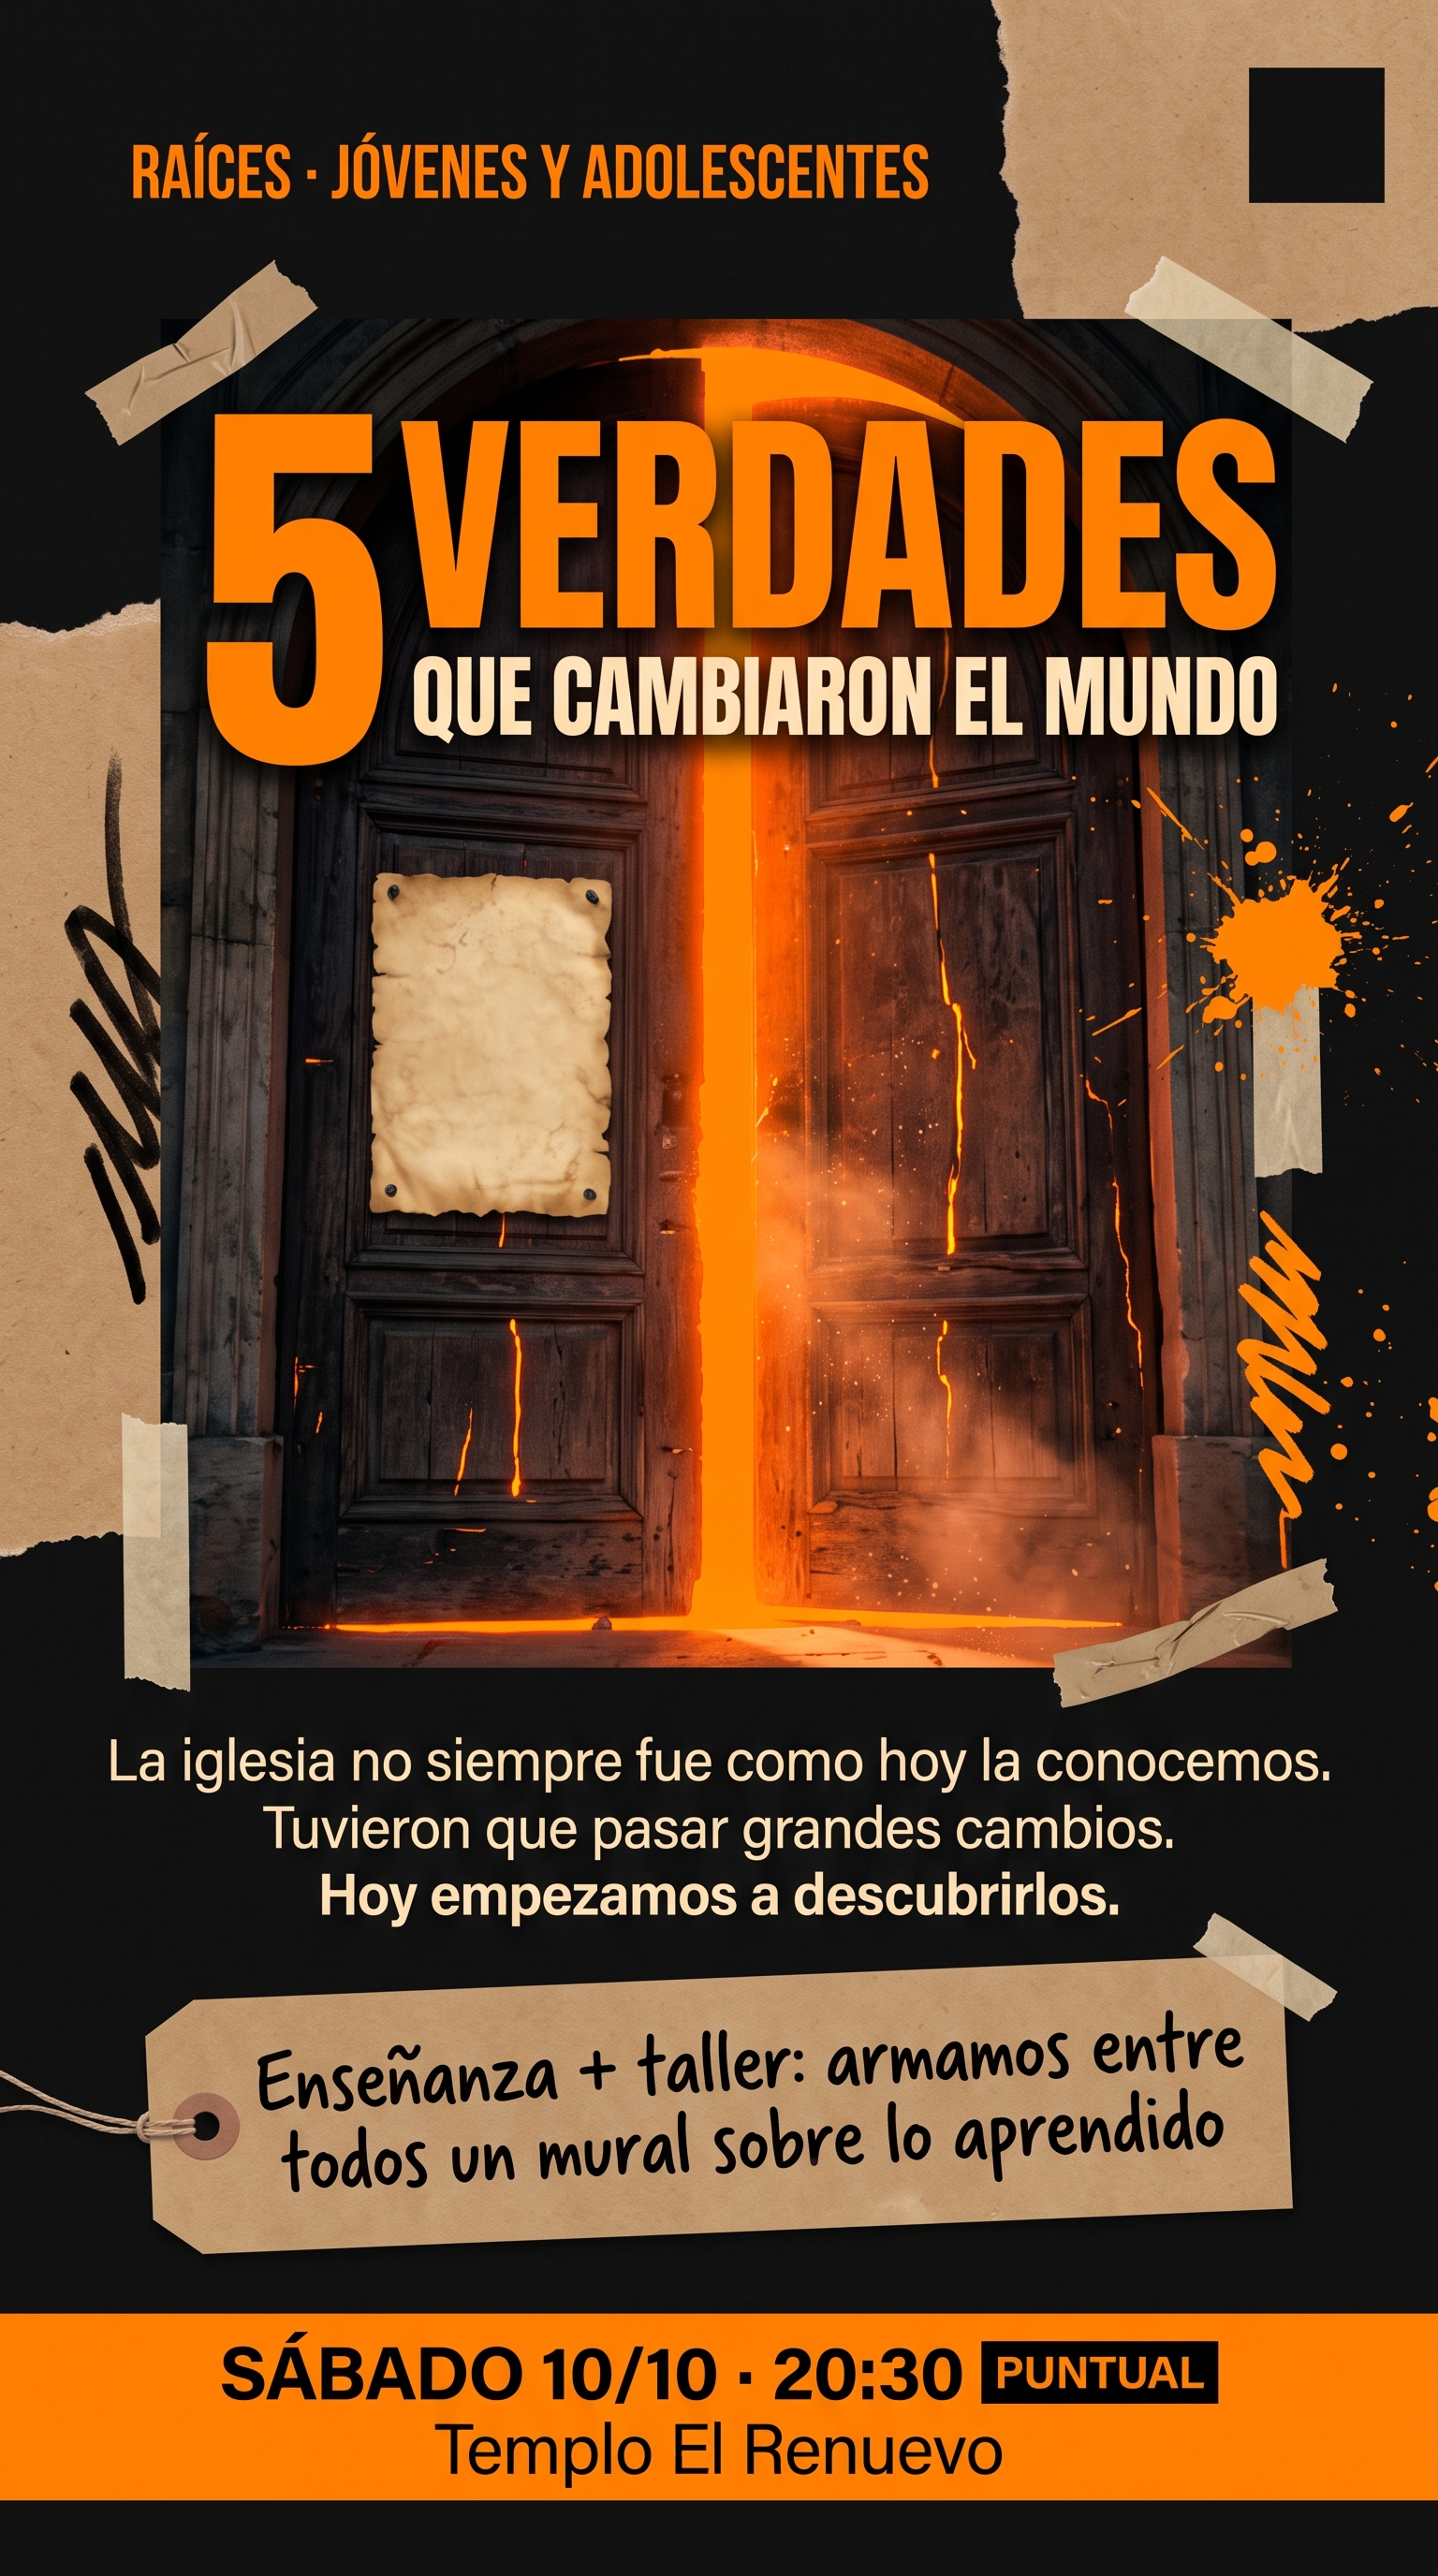 RAÍCES · JÓVENES Y ADOLESCENTES
5 VERDADES
QUE CAMBIARON EL MUNDO
La iglesia no siempre fue como hoy la conocemos.
Tuvieron que pasar grandes cambios.
Hoy empezamos a descubrirlos.
Enseñanza + taller: armamos entre
todos un mural sobre lo aprendido
SÁBADO 10/10 · 20:30 PUNTUAL
Templo El Renuevo